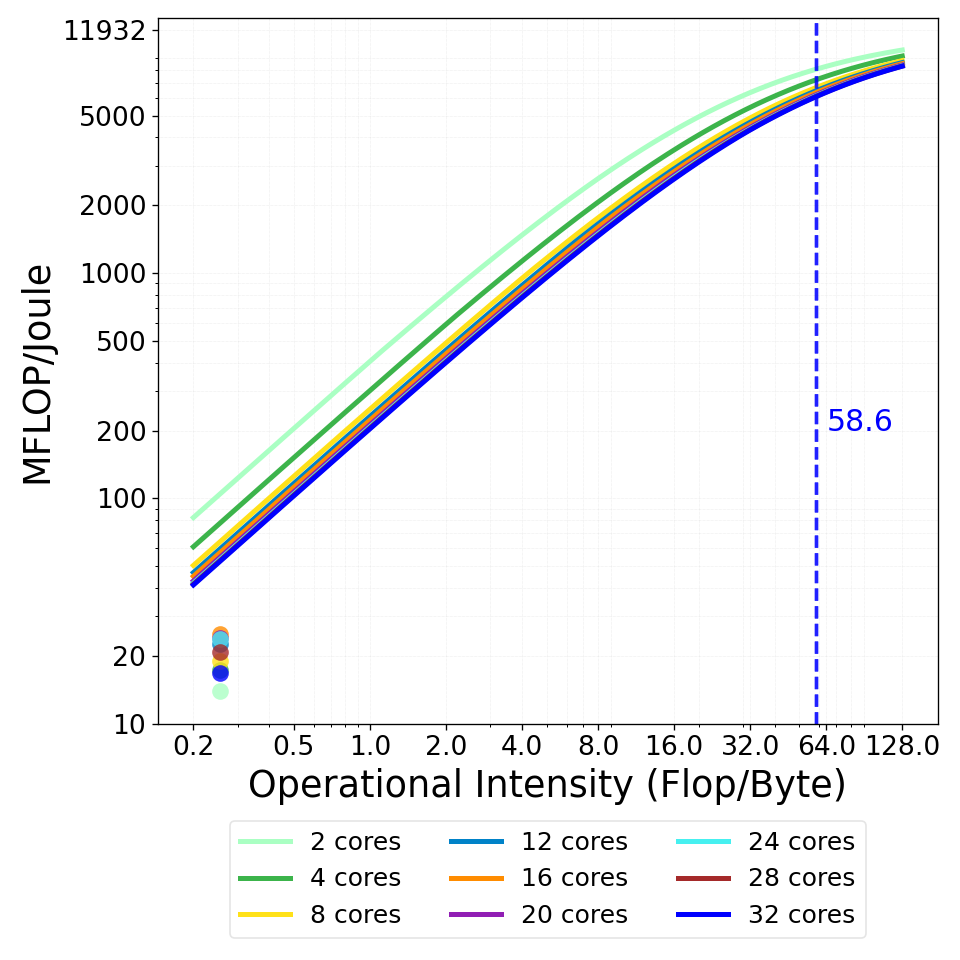 MFLOP/Joule
11932
5000
2000
1000
500
200
100
20
10
58.6
0.2 0.5 1.0 2.0 4.0 8.0 16.0 32.0 64.0 128.0
Operational Intensity (Flop/Byte)
2 cores 12 cores 24 cores
4 cores 16 cores 28 cores
8 cores 20 cores 32 cores